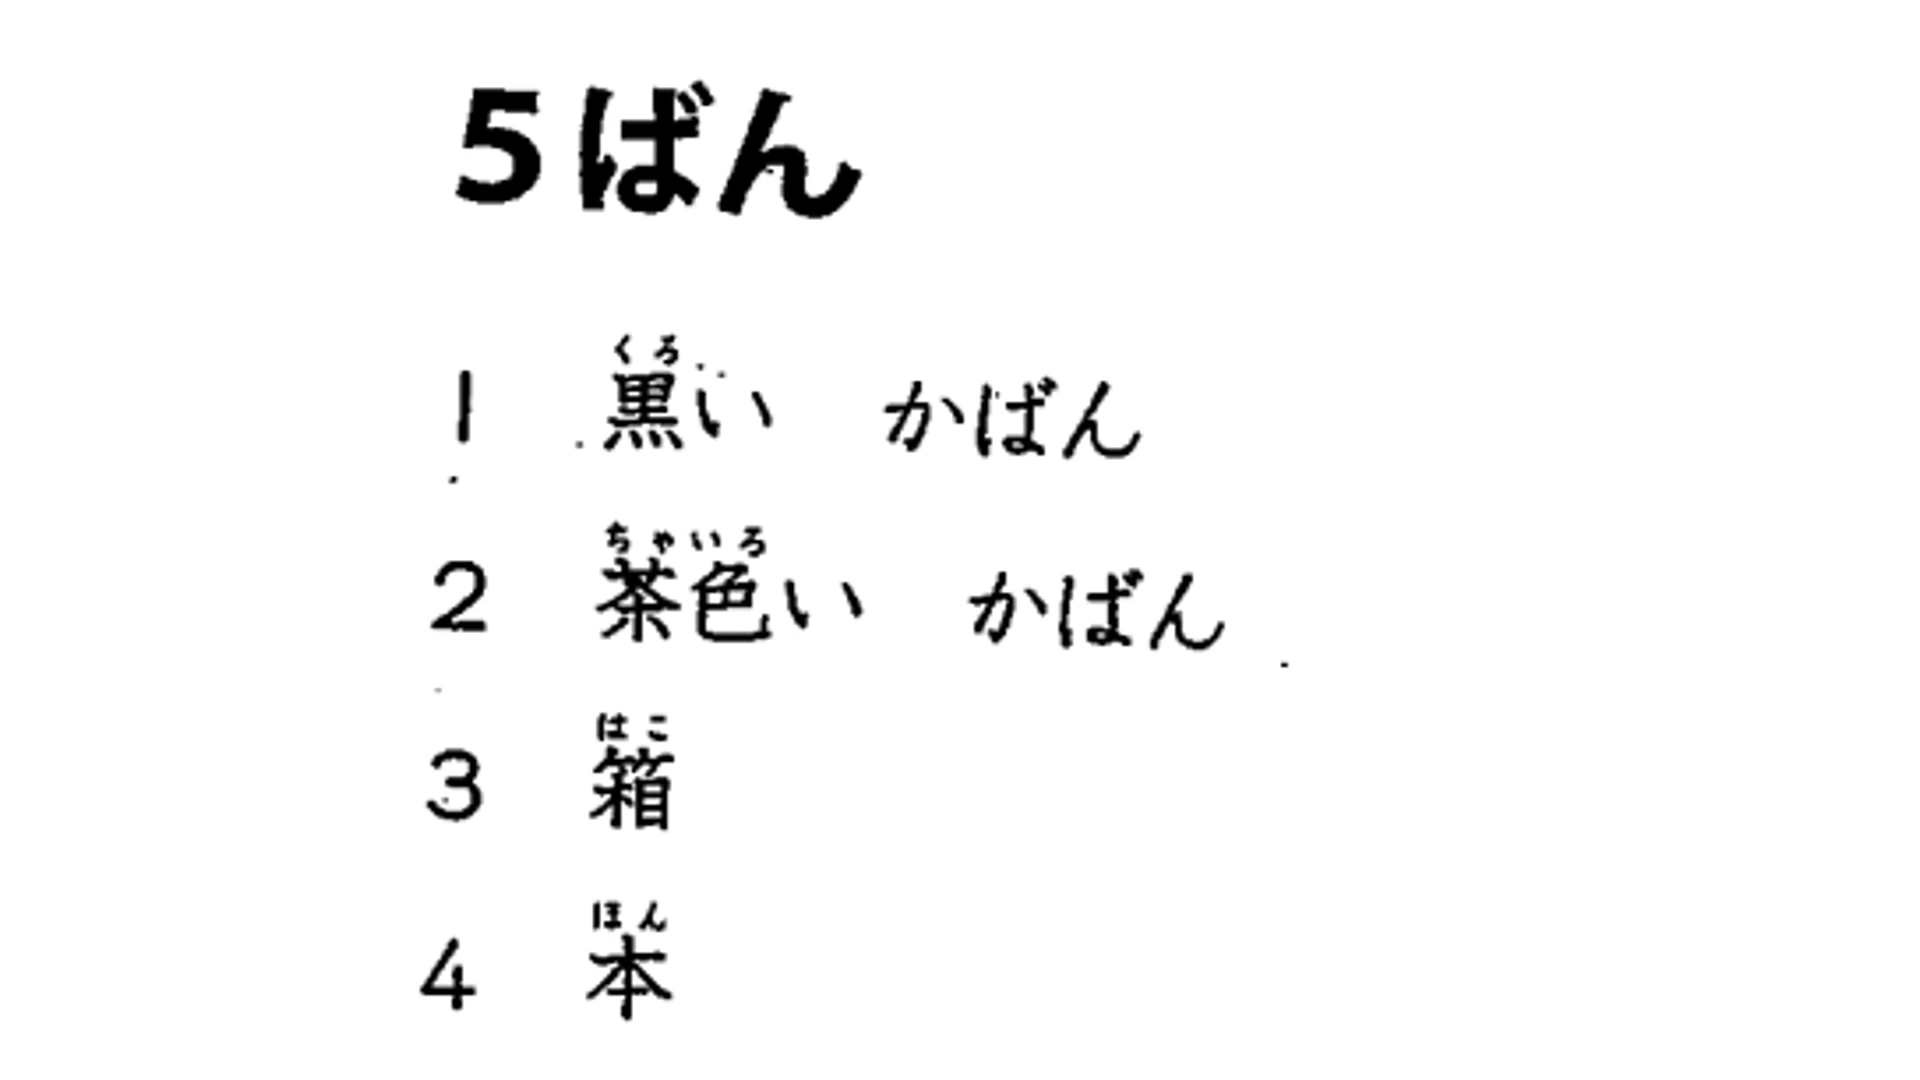 5ばん
くろ
1 黒い かばん
ちゃいろ
2 茶色い かばん
はこ
3 箱
ほん
4 本